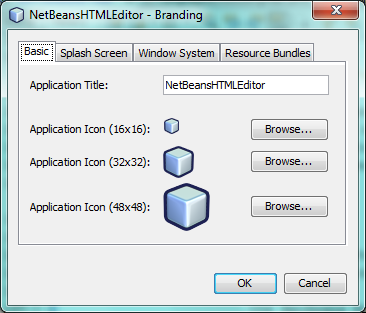 NetBeansHTMLEditor - Branding
Basic Splash Screen Window System Resource Bundles
Application Title: NetBeansHTMLEditor
Application Icon (16x16): Browse...
Application Icon (32x32): Browse...
Application Icon (48x48): Browse...
OK Cancel